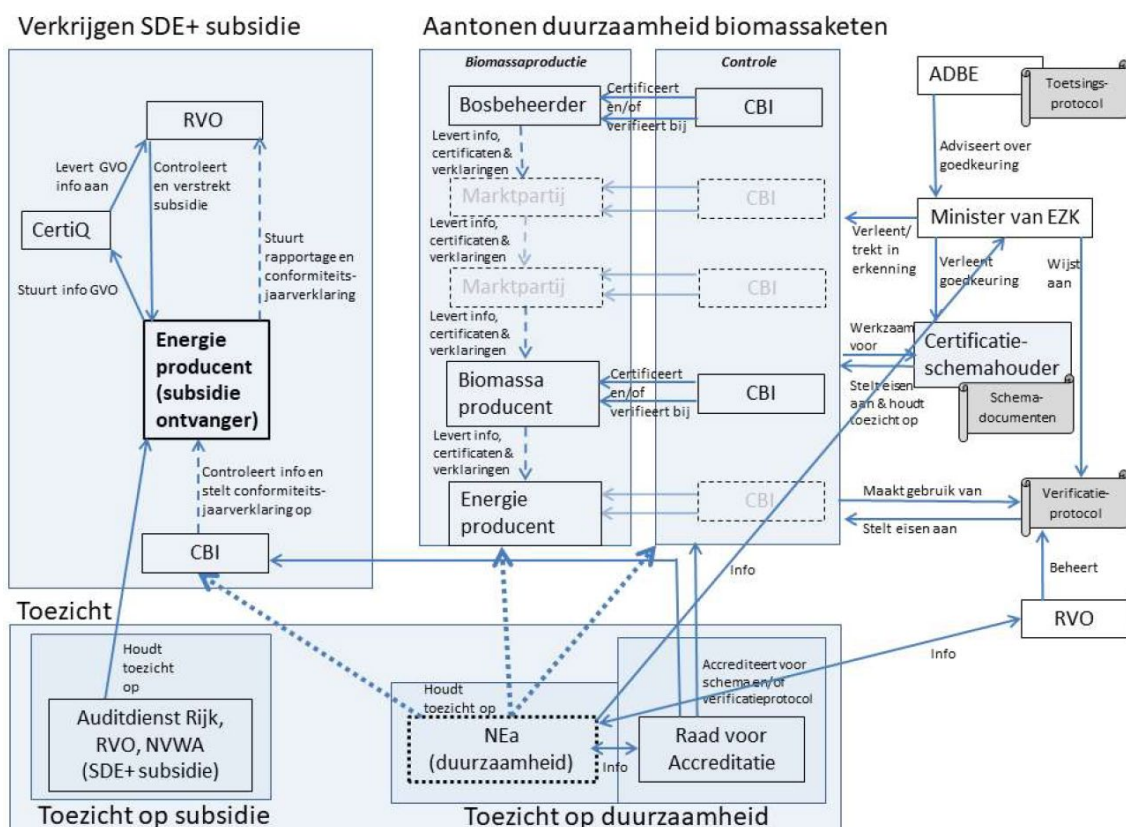 Verkrijgen SDE+ subsidie
RVO
Levert GVO
info aan
Controleert
en verstrekt
subsidie
CertiQ
Stuurt info GVO
Stuurt
rapportage en
conformiteits-
jaarverklaring
Energie
producent
(subsidie
ontvanger)
Controleert info en
stelt conformiteits-
jaarverklaring op
CBI
Aantonen duurzaamheid biomassaketen
Biomassaproductie
Controle
Bosbeheerder
Certificeert
en/of
verifieert bij
CBI
Levert info,
certificaten &
verklaringen
Marktpartij
CBI
Levert info,
certificaten &
verklaringen
Marktpartij
CBI
Levert info,
certificaten &
verklaringen
Biomassa
producent
Certificeert
en/of
verifieert bij
CBI
Levert info,
certificaten &
verklaringen
Energie
producent
CBI
ADBE
Toetsings-
protocol
Adviseert over
goedkeuring
Minister van EZK
Verleent/
trekt in
erkenning
Verleent
goedkeuring
Wijst
aan
Werkzaam
voor
Certificatie-
schemahouder
Stelt eisen
aan & houdt
toezicht op
Schema-
documenten
Maakt gebruik van
Verificatie-
protocol
Stelt eisen aan
Info
Beheert
RVO
Info
Toezicht
Houdt
toezicht
op
Auditdienst Rijk,
RVO, NVWA
(SDE+ subsidie)
Toezicht op subsidie
Houdt
toezicht op
NEa
(duurzaamheid)
Info
Accrediteert voor
schema en/of
verificatieprotocol
Raad voor
Accreditatie
Toezicht op duurzaamheid